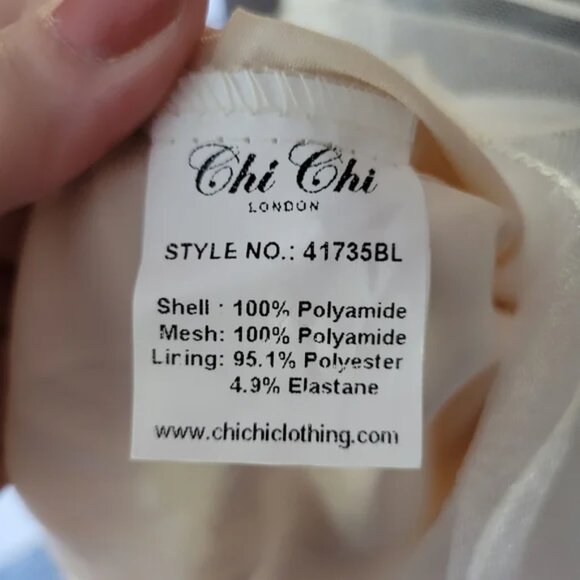 Chi Chi
LONDON
STYLE NO.: 41735BL
Shell : 100% Polyamide
Mesh: 100% Polyamide
Lining: 95.1% Polyester
4.9% Elastane
www.chichiclothing.com